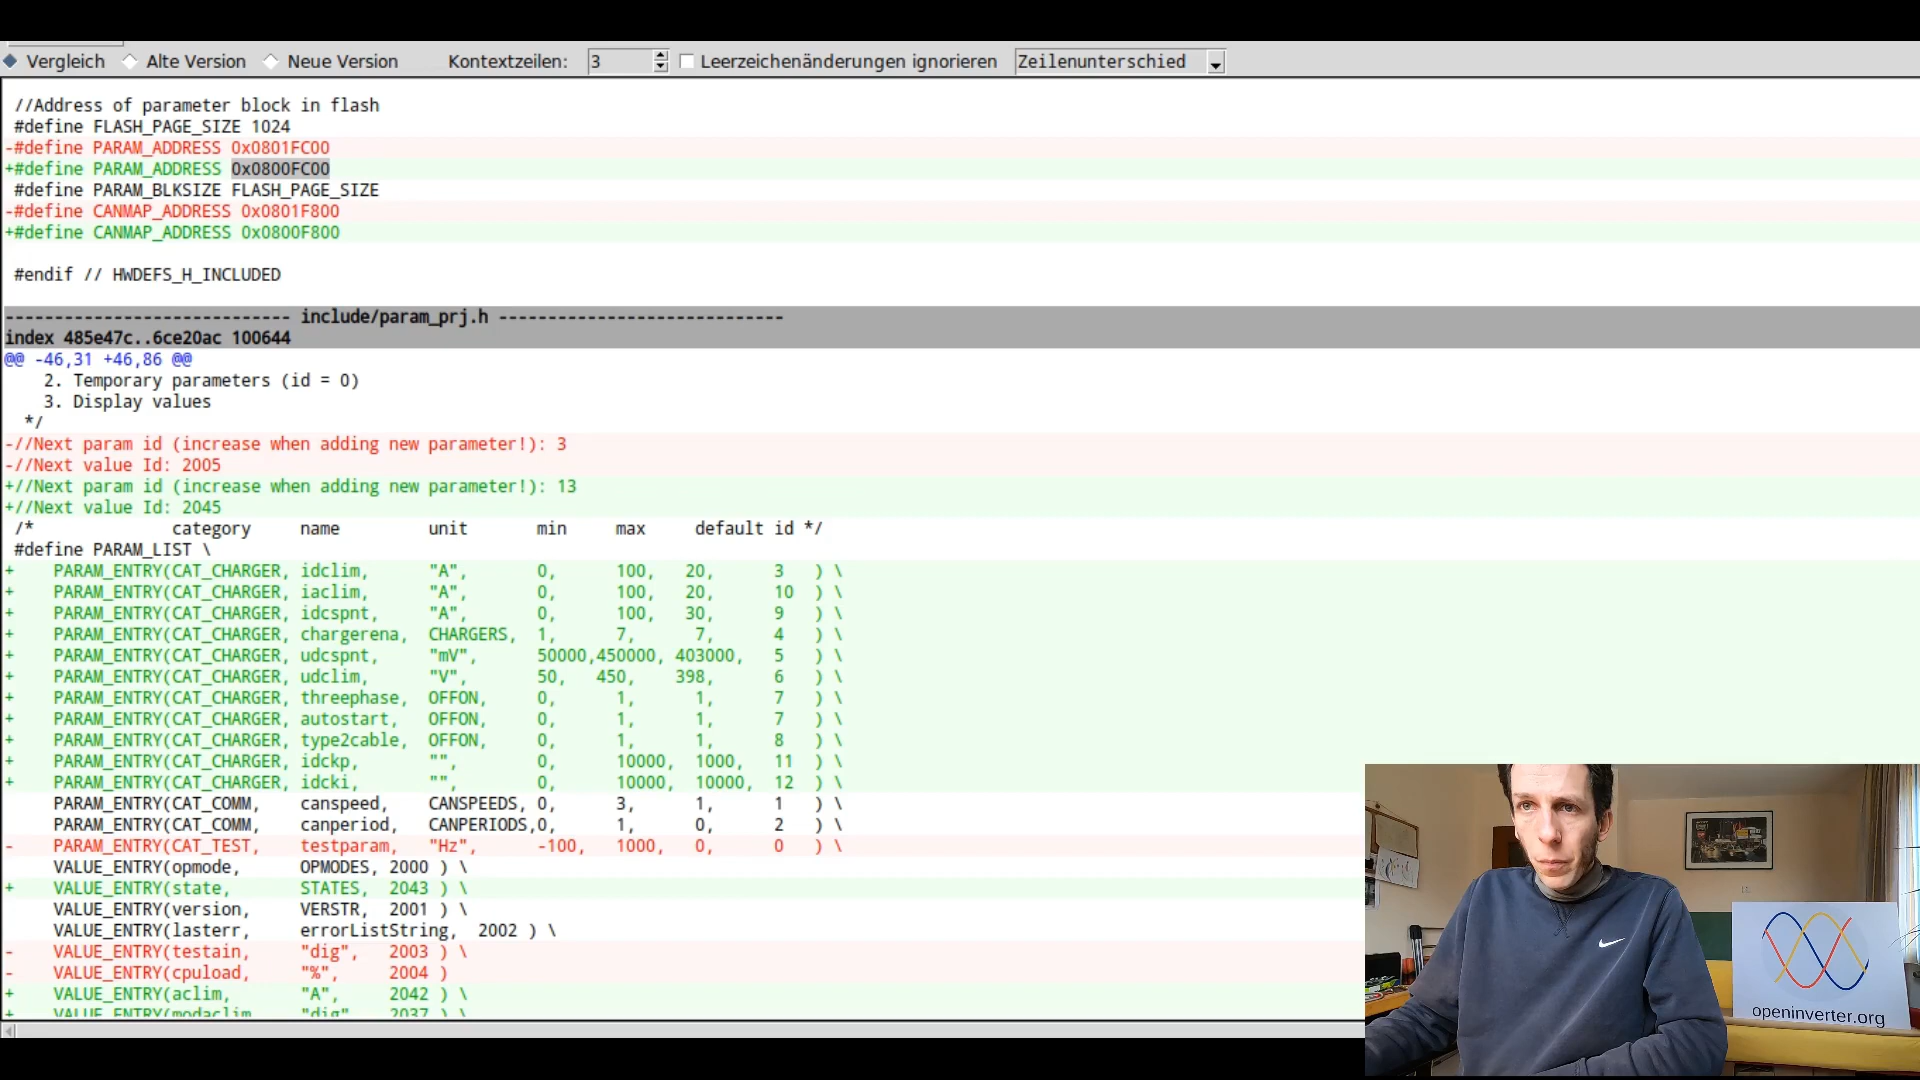 Vergleich Alte Version Neue Version Kontextzeilen: 3 Leerzeichenänderungen ignorieren Zeilenunterschied
//Address of parameter block in flash
#define FLASH_PAGE_SIZE 1024
-#define PARAM_ADDRESS 0x0801FC00
+#define PARAM_ADDRESS 0x0800FC00
#define PARAM_BLKSIZE FLASH_PAGE_SIZE
-#define CANMAP_ADDRESS 0x0801F800
+#define CANMAP_ADDRESS 0x0800F800
#endif // HWDEFS_H_INCLUDED
----------------------------- include/param_prj.h -----------------------------
index 485e47c..6ce20ac 100644
@@ -46,31 +46,86 @@
2. Temporary parameters (id = 0)
3. Display values
*/
-//Next param id (increase when adding new parameter!): 3
-//Next value Id: 2005
+//Next param id (increase when adding new parameter!): 13
+//Next value Id: 2045
/* category name unit min max default id */
#define PARAM_LIST \
+ PARAM_ENTRY(CAT_CHARGER, idclim, "A", 0, 100, 20, 3 ) \
+ PARAM_ENTRY(CAT_CHARGER, iaclim, "A", 0, 100, 20, 10 ) \
+ PARAM_ENTRY(CAT_CHARGER, idcspnt, "A", 0, 100, 30, 9 ) \
+ PARAM_ENTRY(CAT_CHARGER, chargerena, CHARGERS, 1, 7, 7, 4 ) \
+ PARAM_ENTRY(CAT_CHARGER, udcspnt, "mV", 50000,450000, 403000, 5 ) \
+ PARAM_ENTRY(CAT_CHARGER, udclim, "V", 50, 450, 398, 6 ) \
+ PARAM_ENTRY(CAT_CHARGER, threephase, OFFON, 0, 1, 1, 7 ) \
+ PARAM_ENTRY(CAT_CHARGER, autostart, OFFON, 0, 1, 1, 7 ) \
+ PARAM_ENTRY(CAT_CHARGER, type2cable, OFFON, 0, 1, 1, 8 ) \
+ PARAM_ENTRY(CAT_CHARGER, idckp, "", 0, 10000, 1000, 11 ) \
+ PARAM_ENTRY(CAT_CHARGER, idcki, "", 0, 10000, 10000, 12 ) \
PARAM_ENTRY(CAT_COMM, canspeed, CANSPEEDS, 0, 3, 1, 1 ) \
PARAM_ENTRY(CAT_COMM, canperiod, CANPERIODS,0, 1, 0, 2 ) \
- PARAM_ENTRY(CAT_TEST, testparam, "Hz", -100, 1000, 0, 0 ) \
VALUE_ENTRY(opmode, OPMODES, 2000 ) \
+ VALUE_ENTRY(state, STATES, 2043 ) \
VALUE_ENTRY(version, VERSTR, 2001 ) \
VALUE_ENTRY(lasterr, errorListString, 2002 ) \
- VALUE_ENTRY(testain, "dig", 2003 ) \
- VALUE_ENTRY(cpuload, "%", 2004 )
+ VALUE_ENTRY(aclim, "A", 2042 ) \
+ VALUE_ENTRY(modaclim "dig" 2037 ) \
openinverter.org